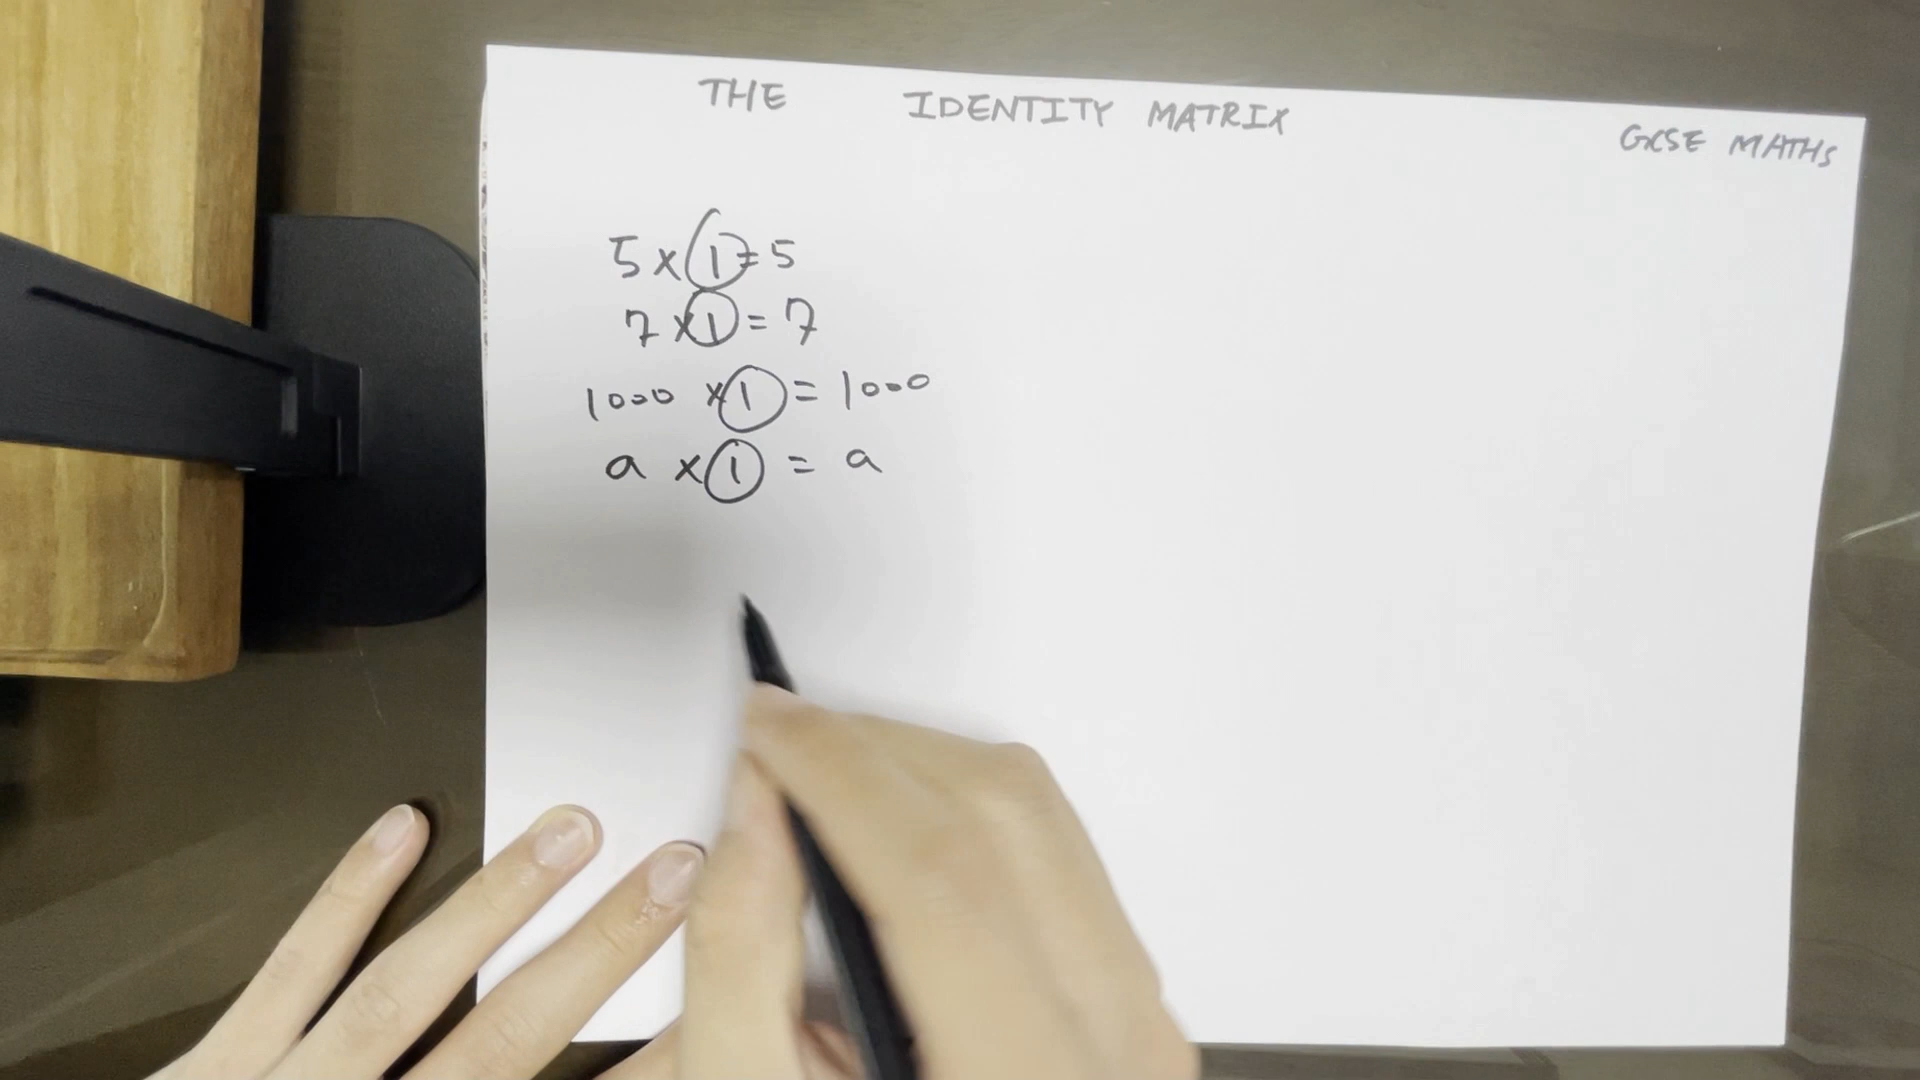 THE IDENTITY MATRIX
GCSE MATHS
5 x 1 = 5
7 x 1 = 7
1000 x 1 = 1000
a x 1 = a